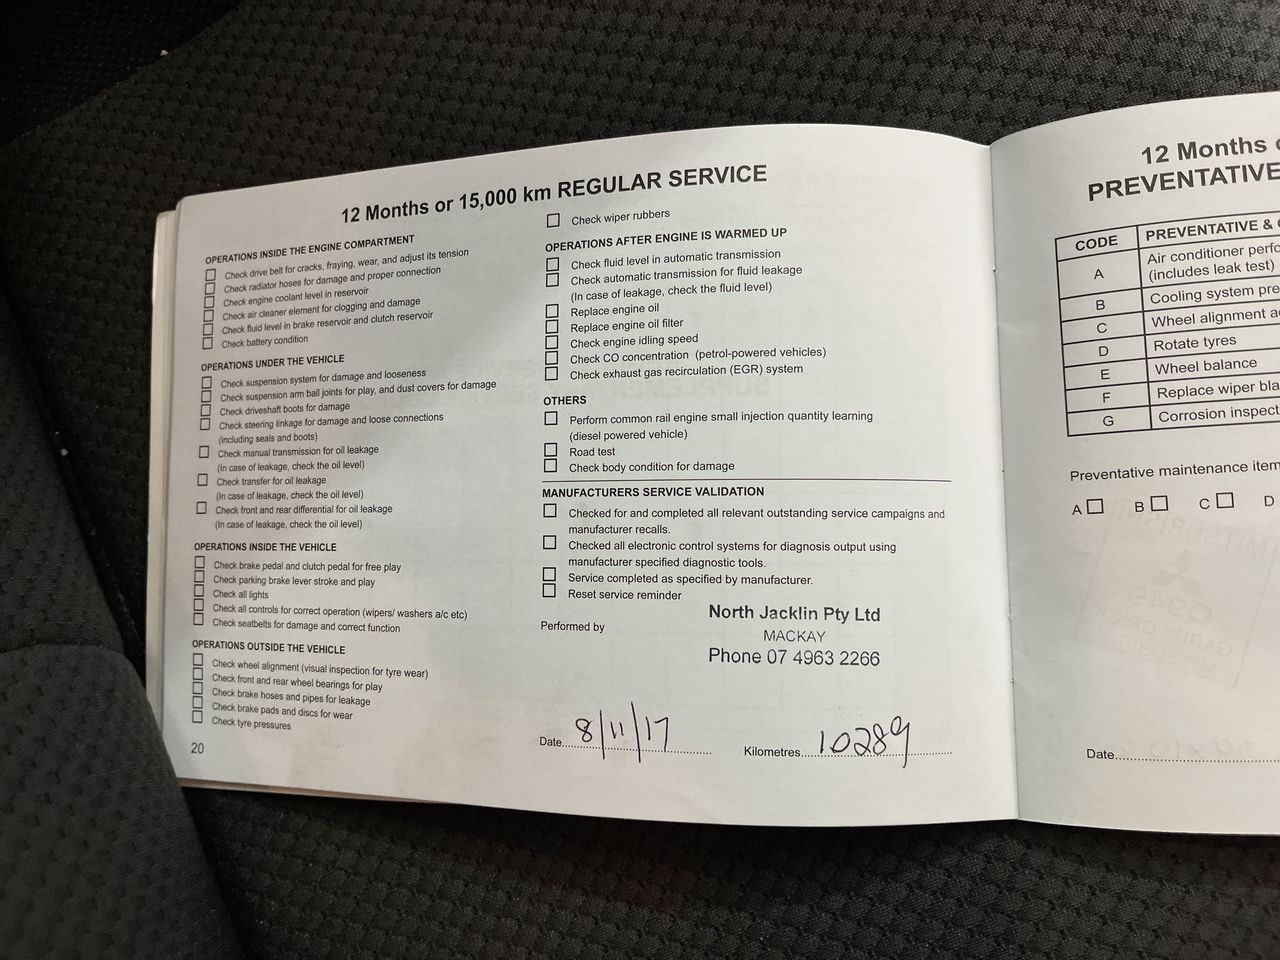 12 Months or 15,000 km REGULAR SERVICE
OPERATIONS INSIDE THE ENGINE COMPARTMENT
Check drive belt for cracks, fraying, wear, and adjust its tension
Check radiator hoses for damage and proper connection
Check engine coolant level in reservoir
Check air cleaner element for clogging and damage
Check fluid level in brake reservoir and clutch reservoir
Check battery condition
OPERATIONS UNDER THE VEHICLE
Check suspension system for damage and looseness
Check suspension arm ball joints for play, and dust covers for damage
Check driveshaft boots for damage
Check steering linkage for damage and loose connections
(including seals and boots)
Check manual transmission for oil leakage
(In case of leakage, check the oil level)
Check transfer for oil leakage
(In case of leakage, check the oil level)
Check front and rear differential for oil leakage
(In case of leakage, check the oil level)
OPERATIONS INSIDE THE VEHICLE
Check brake pedal and clutch pedal for free play
Check parking brake lever stroke and play
Check all lights
Check all controls for correct operation (wipers/ washers a/c etc)
Check seatbelts for damage and correct function
OPERATIONS OUTSIDE THE VEHICLE
Check wheel alignment (visual inspection for tyre wear)
Check front and rear wheel bearings for play
Check brake hoses and pipes for leakage
Check brake pads and discs for wear
Check tyre pressures
20
Check wiper rubbers
OPERATIONS AFTER ENGINE IS WARMED UP
Check fluid level in automatic transmission
Check automatic transmission for fluid leakage
(In case of leakage, check the fluid level)
Replace engine oil
Replace engine oil filter
Check engine idling speed
Check CO concentration (petrol-powered vehicles)
Check exhaust gas recirculation (EGR) system
OTHERS
Perform common rail engine small injection quantity learning
(diesel powered vehicle)
Road test
Check body condition for damage
MANUFACTURERS SERVICE VALIDATION
Checked for and completed all relevant outstanding service campaigns and
manufacturer recalls.
Checked all electronic control systems for diagnosis output using
manufacturer specified diagnostic tools.
Service completed as specified by manufacturer.
Reset service reminder
Performed by
North Jacklin Pty Ltd
MACKAY
Phone 07 4963 2266
Date 8/11/17
Kilometres 10289
12 Months
PREVENTATIVE
CODE PREVENTATIVE &
A Air conditioner
(includes leak test)
B Cooling system
C Wheel alignment
D Rotate tyres
E Wheel balance
F Replace wiper
G Corrosion
Preventative maintenance
A B C D
Date